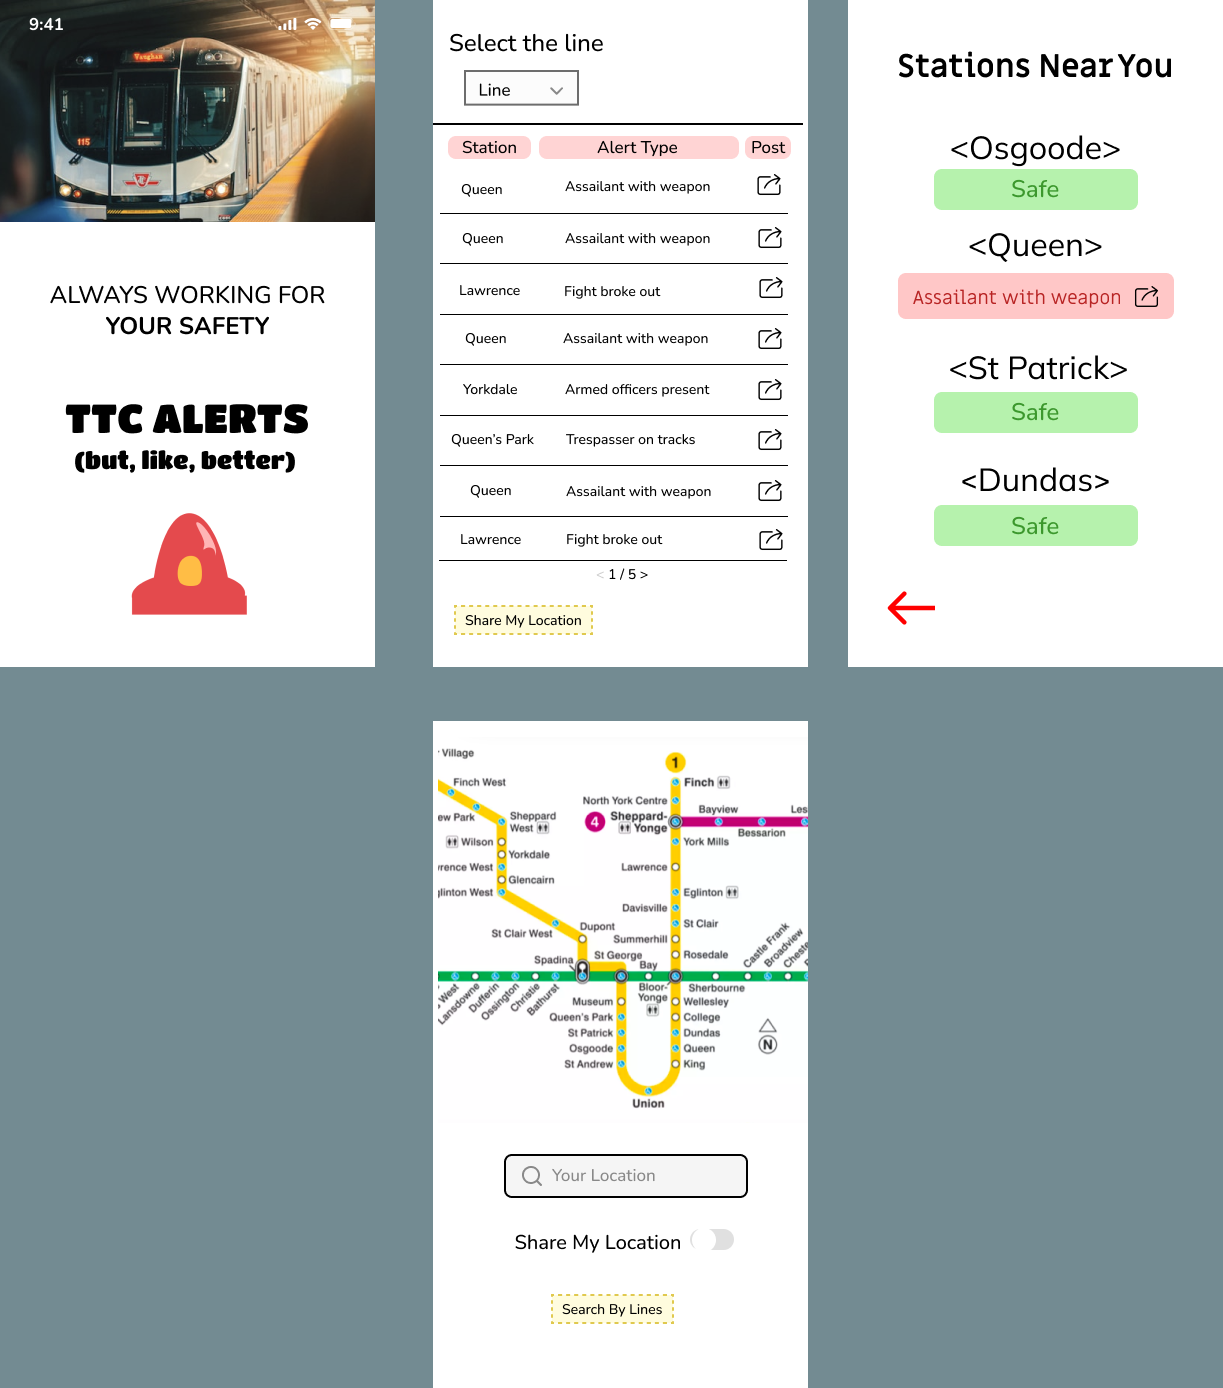 9:41
Vaughan
115
ALWAYS WORKING FOR
YOUR SAFETY
TTC ALERTS
(but, like, better)
Select the line
Line
Station Alert Type Post
Queen Assailant with weapon
Queen Assailant with weapon
Lawrence Fight broke out
Queen Assailant with weapon
Yorkdale Armed officers present
Queen's Park Trespasser on tracks
Queen Assailant with weapon
Lawrence Fight broke out
< 1 / 5 >
Share My Location
Stations Near You
<Osgoode>
Safe
<Queen>
Assailant with weapon
<St Patrick>
Safe
<Dundas>
Safe
Village
1
Finch West
Finch
North York Centre
Bayview
Les
ew Park
Sheppard
West
4
Sheppard-
Yonge
Bessarion
Wilson
York Mills
Yorkdale
rence West
Lawrence
Glencairn
glinton West
Eglinton
Davisville
St Clair West
Dupont
St Clair
Summerhill
Spadina
St George
Rosedale
Bay
Castle Frank
Broadview
Cheste
West
Lansdowne
Dufferin
Ossington
Christie
Bathurst
Bloor-
Yonge
Sherbourne
Museum
Wellesley
Queen's Park
College
St Patrick
Dundas
Osgoode
Queen
N
St Andrew
King
Union
Your Location
Share My Location
Search By Lines